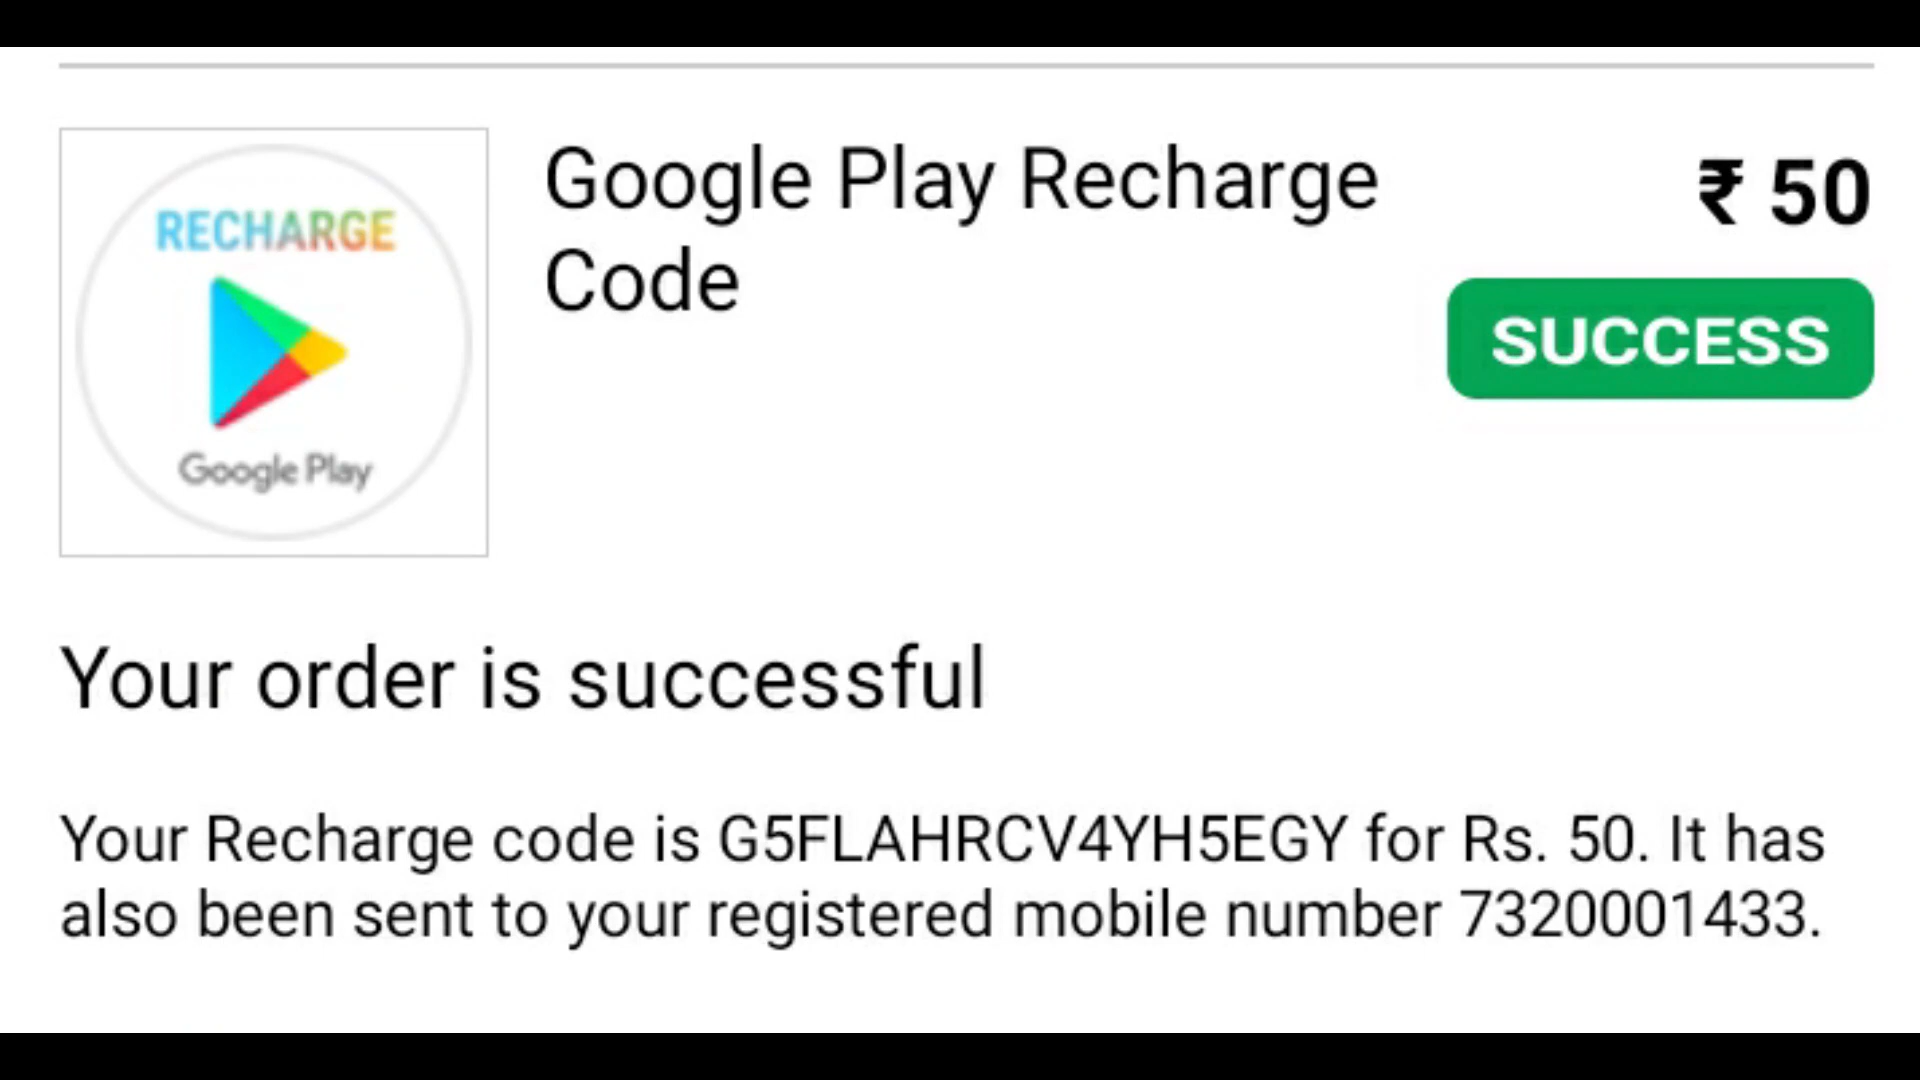 RECHARGE
Google Play
Google Play Recharge
Code
₹ 50
SUCCESS
Your order is successful
Your Recharge code is G5FLAHRCV4YH5EGY for Rs. 50. It has
also been sent to your registered mobile number 7320001433.